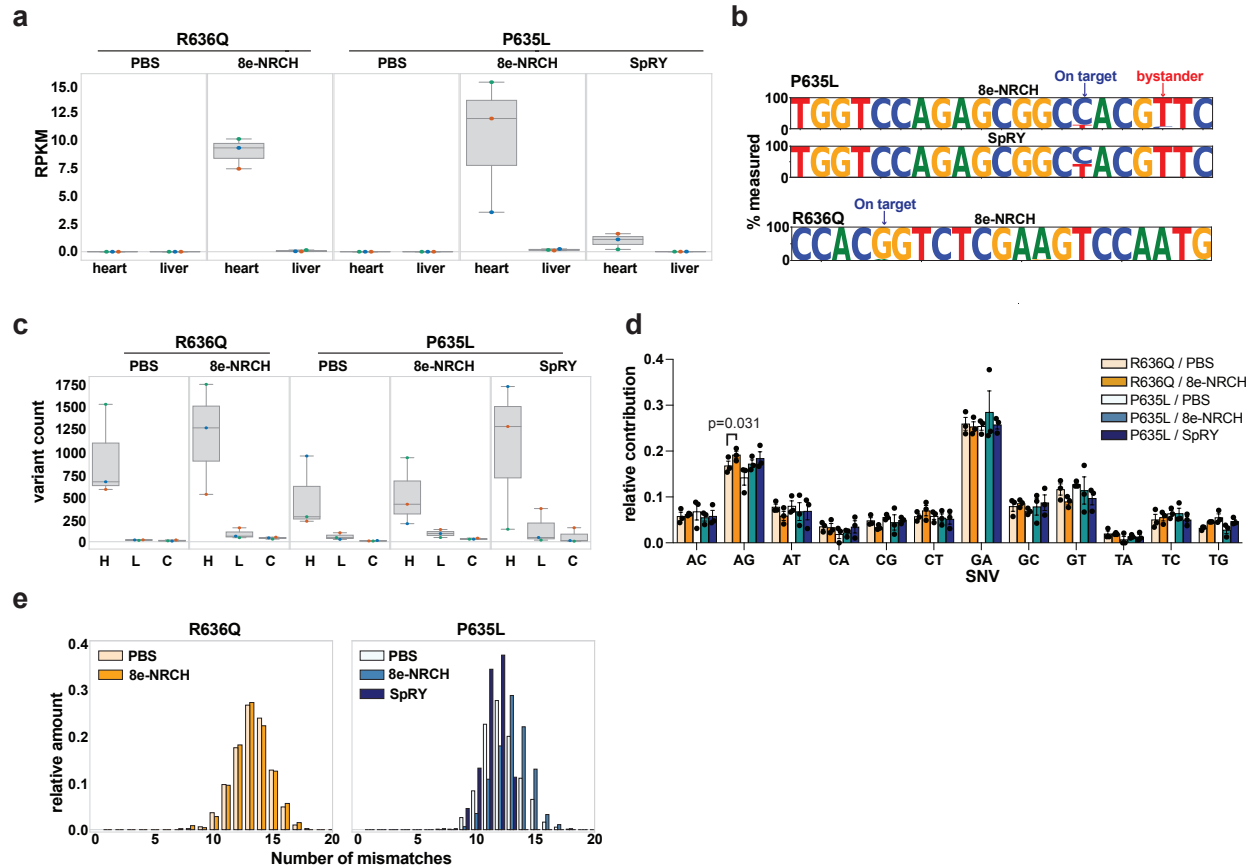 a
R636Q P635L
PBS 8e-NRCH PBS 8e-NRCH SpRY
RPKM
15.0
12.5
10.0
7.5
5.0
2.5
0.0
heart liver heart liver heart liver heart liver heart liver
b
P635L
8e-NRCH
On target
bystander
100
0
TGGTCCAGAGCGGCCACGTTC
SpRY
100
0
TGGTCCAGAGCGGCTACGTTC
% measured
R636Q
On target
8e-NRCH
100
0
CCACGGTCTCGAAGTCCAATG
c
R636Q P635L
PBS 8e-NRCH PBS 8e-NRCH SpRY
variant count
1750
1500
1250
1000
750
500
250
0
H L C H L C H L C H L C H L C
d
relative contribution
0.4
0.3
0.2
0.1
0.0
p=0.031
R636Q / PBS
R636Q / 8e-NRCH
P635L / PBS
P635L / 8e-NRCH
P635L / SpRY
AC AG AT CA CG CT GA GC GT TA TC TG
SNV
e
R636Q
PBS
8e-NRCH
P635L
PBS
8e-NRCH
SpRY
relative amount
0.4
0.3
0.2
0.1
0.0
0 10 15 20 0 10 15 20
Number of mismatches